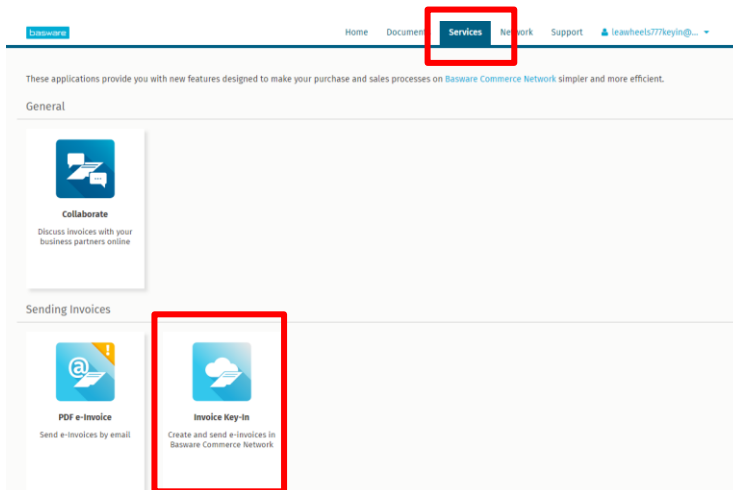 basware
Home Document Services Network Support leawheels777keyin@...
These applications provide you with new features designed to make your purchase and sales processes on Basware Commerce Network simpler and more efficient.
General
Collaborate
Discuss invoices with your
business partners online
Sending Invoices
@
!
PDF e-Invoice
Send e-Invoices by email
Invoice Key-In
Create and send e-invoices in
Basware Commerce Network